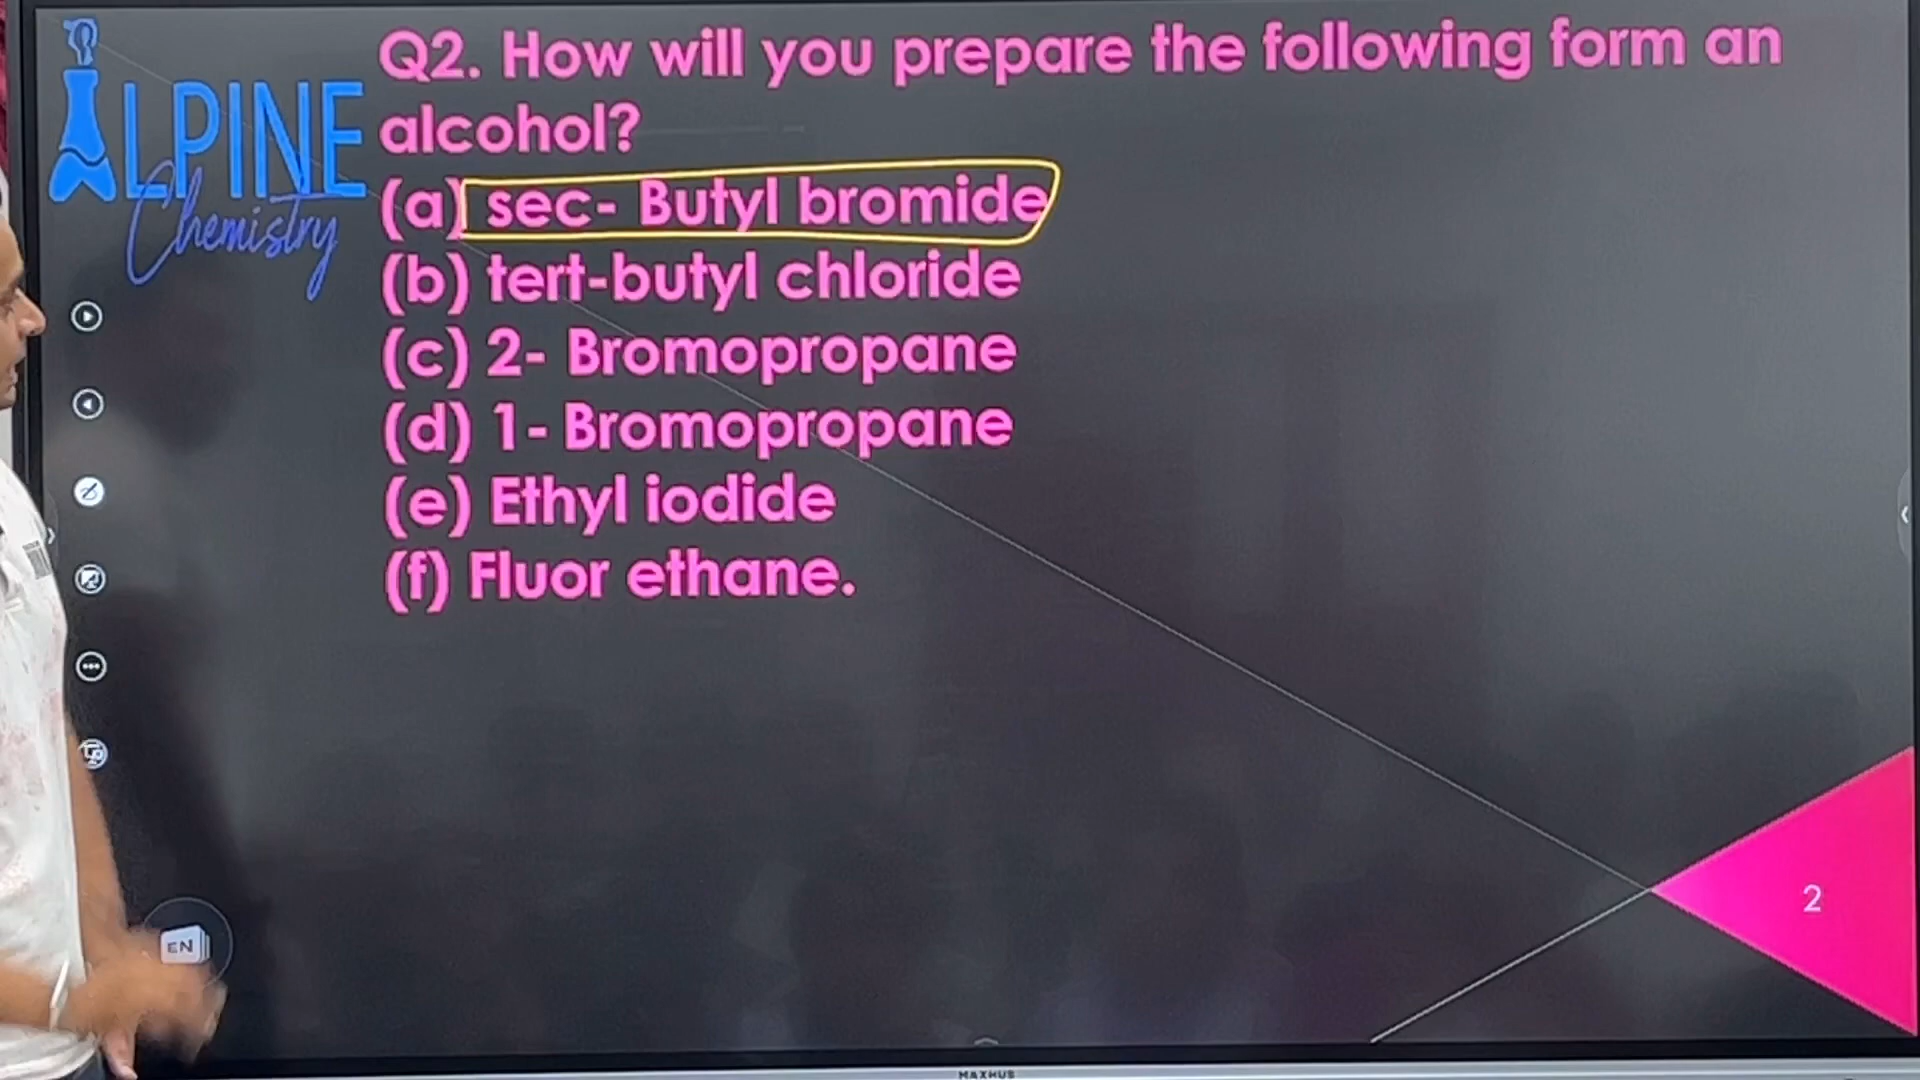 ALPINE
Chemistry
Q2. How will you prepare the following form an
alcohol?
(a) sec- Butyl bromide
(b) tert-butyl chloride
(c) 2- Bromopropane
(d) 1- Bromopropane
(e) Ethyl iodide
(f) Fluor ethane.
EN
2
MAXHUB